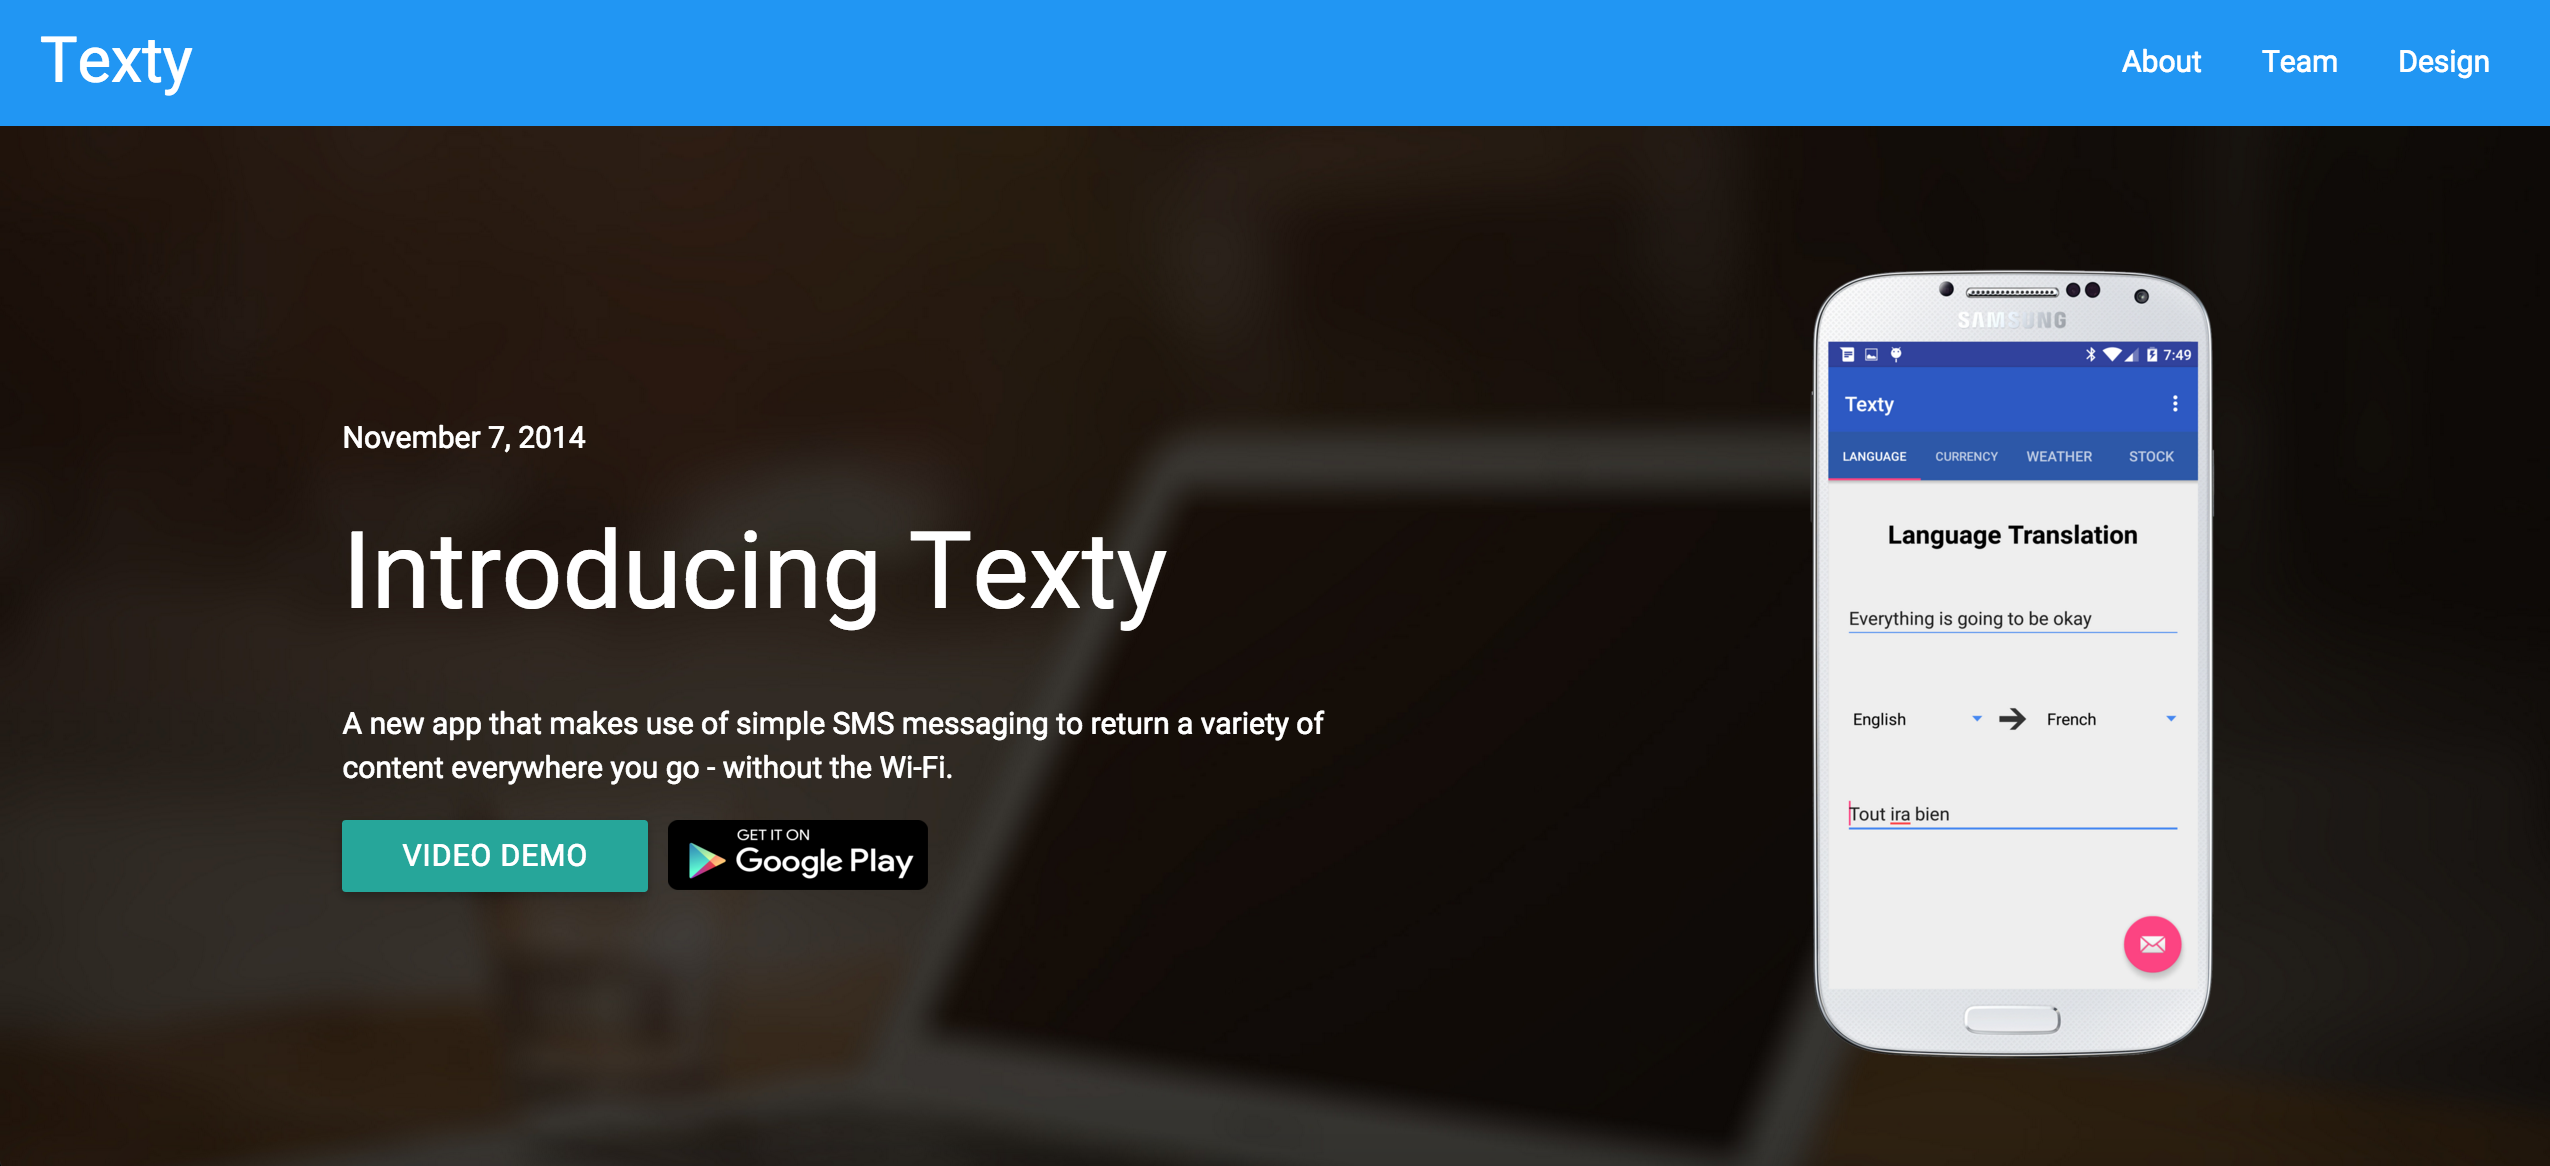 Texty
About Team Design
November 7, 2014
Introducing Texty
A new app that makes use of simple SMS messaging to return a variety of
content everywhere you go - without the Wi-Fi.
VIDEO DEMO
GET IT ON
Google Play
SAMSUNG
7:49
Texty
LANGUAGE CURRENCY WEATHER STOCK
Language Translation
Everything is going to be okay
English French
Tout ira bien